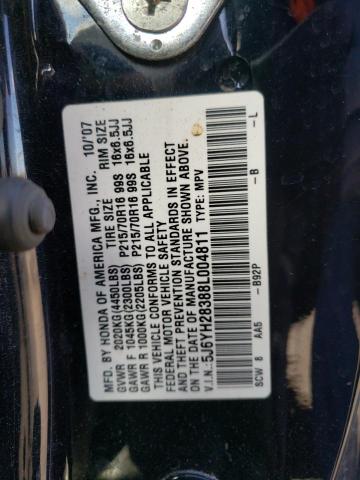 MFD. BY HONDA OF AMERICA MFG., INC. 10/'07
TIRE SIZE RIM SIZE
GVWR 2020KG(4450LBS)
GAWR F 1045KG(2300LBS) P215/70R16 99S 16x6.5JJ
GAWR R 1000KG(2205LBS) P215/70R16 99S 16x6.5JJ
THIS VEHICLE CONFORMS TO ALL APPLICABLE
FEDERAL MOTOR VEHICLE SAFETY AND
THEFT PREVENTION STANDARDS IN EFFECT
ON THE DATE OF MANUFACTURE SHOWN ABOVE
V.I.N.: 5J6YH28388L004811 TYPE: MPV
SCW 8 AA5 -B92P -B -L